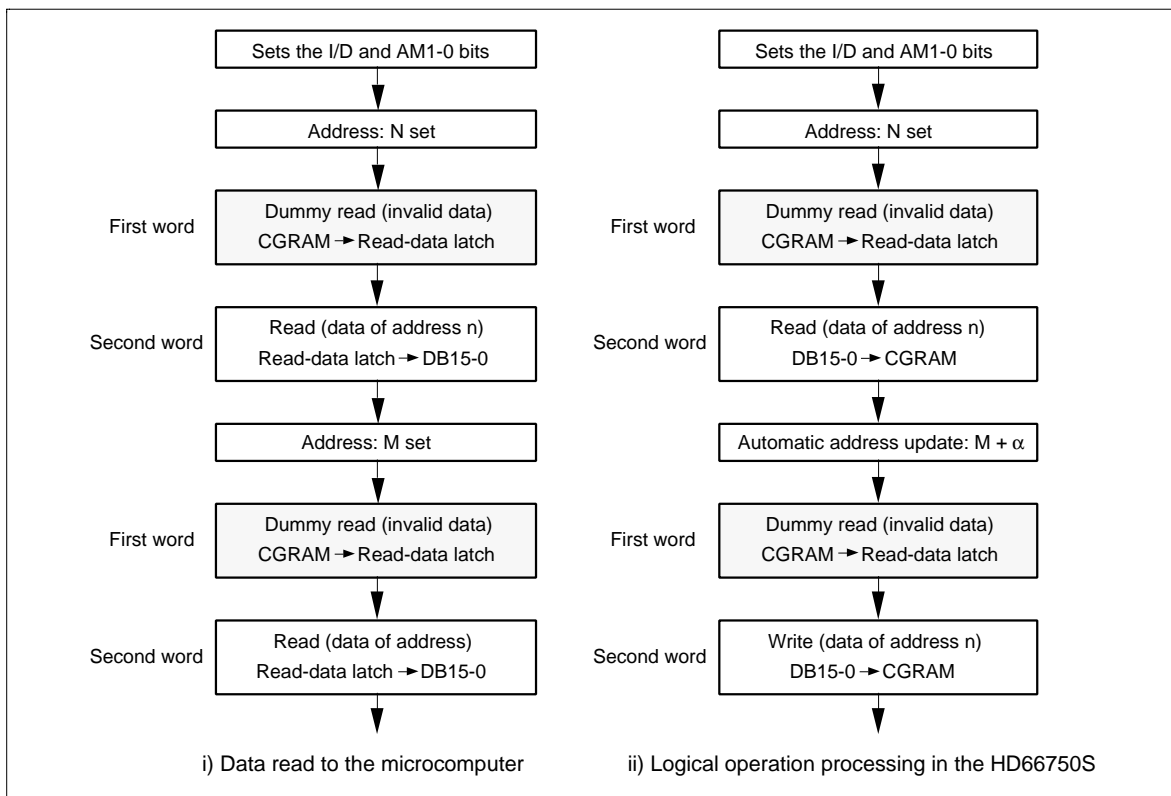 Sets the I/D and AM1-0 bits
Address: N set
First word
Dummy read (invalid data)
CGRAM → Read-data latch
Second word
Read (data of address n)
Read-data latch → DB15-0
Address: M set
First word
Dummy read (invalid data)
CGRAM → Read-data latch
Second word
Read (data of address)
Read-data latch → DB15-0
i) Data read to the microcomputer
Sets the I/D and AM1-0 bits
Address: N set
First word
Dummy read (invalid data)
CGRAM → Read-data latch
Second word
Read (data of address n)
DB15-0 → CGRAM
Automatic address update: M + α
First word
Dummy read (invalid data)
CGRAM → Read-data latch
Second word
Write (data of address n)
DB15-0 → CGRAM
ii) Logical operation processing in the HD66750S